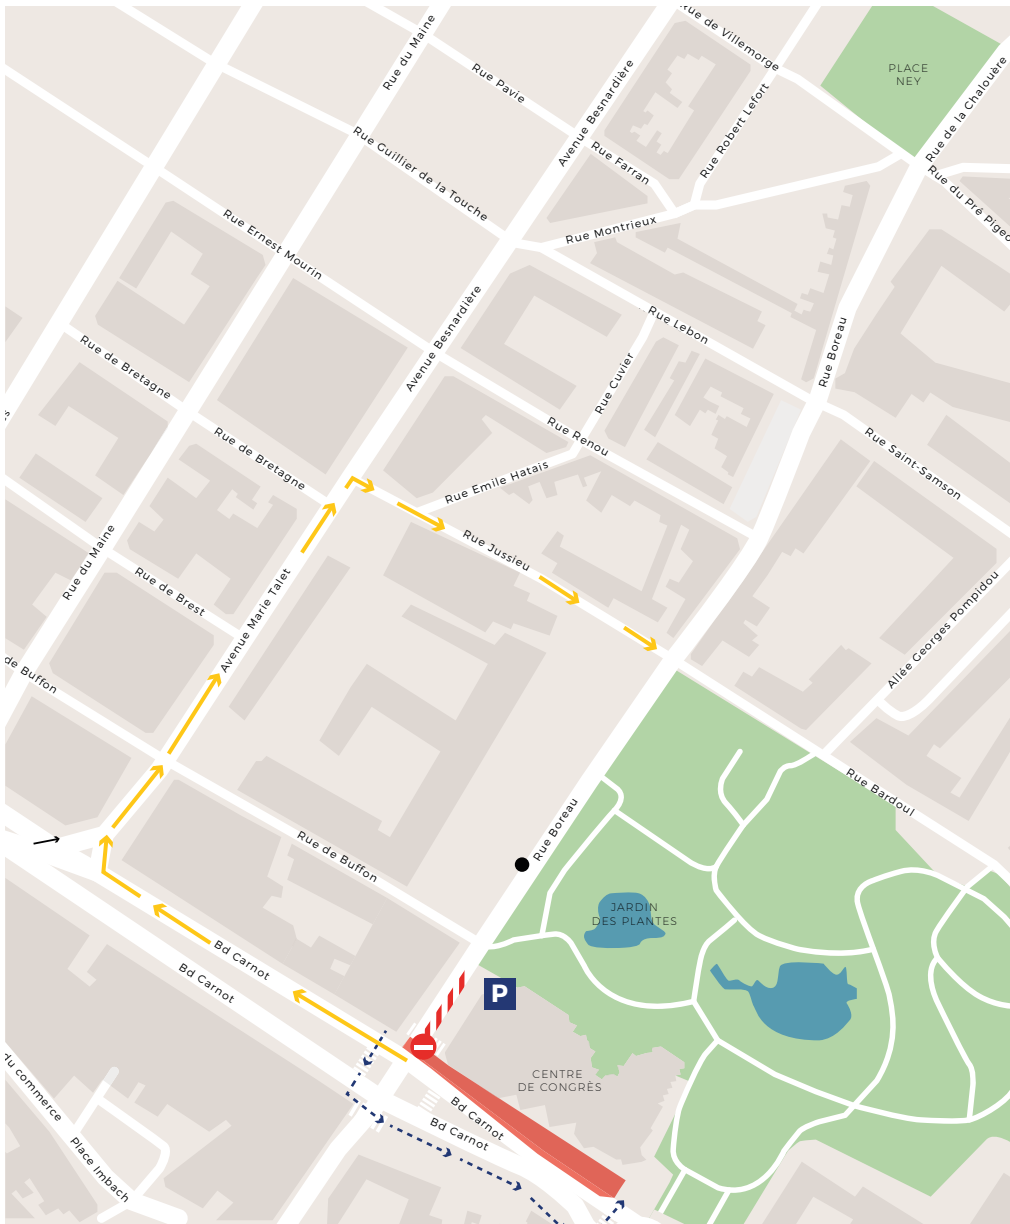 Rue de Villemorge
Rue du Maine
PLACE
NEY
Rue Pavie
Avenue Besnardière
Rue Robert Lefort
Rue de la Chalouère
Rue Guillier de la Touche
Rue Farran
Rue du Pré Pigeo
Rue Ernest Mourin
Rue Montrieux
Avenue Besnardière
Rue Lebon
Rue Boreau
Rue de Bretagne
Rue Cuvier
Rue de Bretagne
Rue Renou
Rue Saint-Samson
Rue Emile Hatais
Rue du Maine
Rue Jussieu
Rue de Brest
Avenue Marie Talet
Allée Georges Pompidou
de Buffon
Rue Bardoul
Rue Boreau
Rue de Buffon
JARDIN
DES PLANTES
Bd Carnot
Bd Carnot
P
CENTRE
DE CONGRÈS
du commerce
Bd Carnot
Bd Carnot
Place Imbach